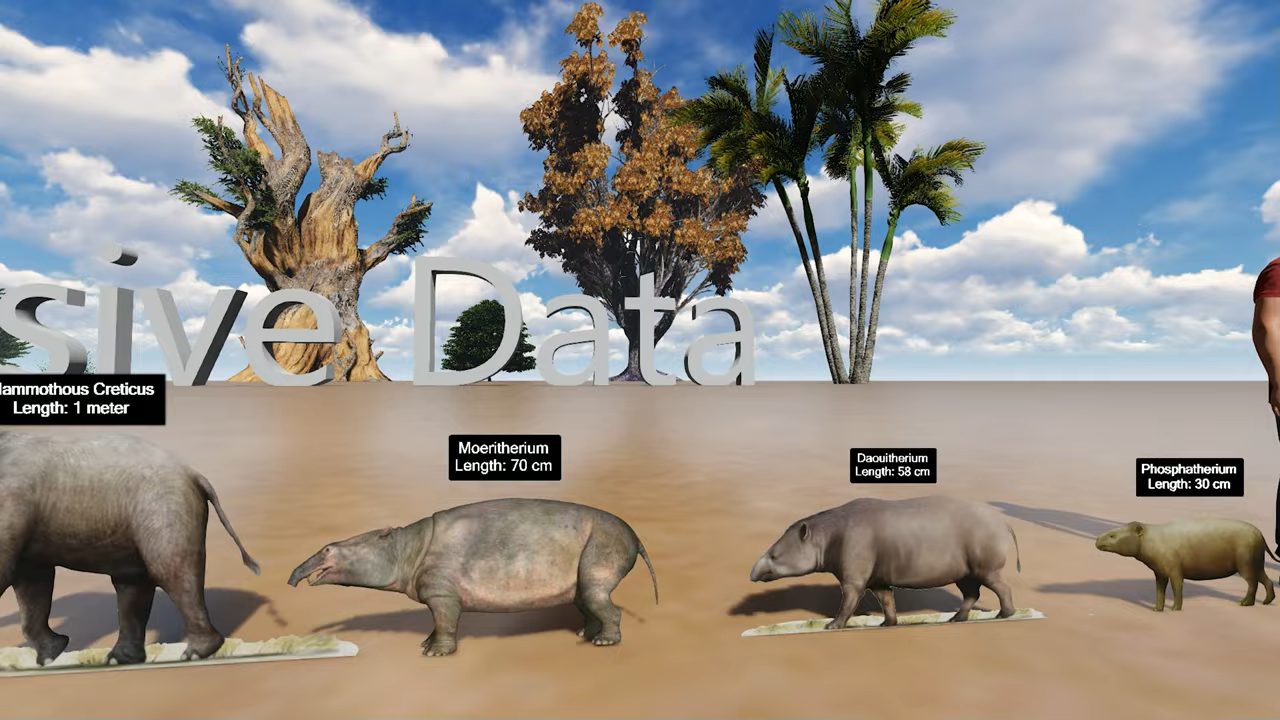 sive Data
lammothous Creticus
Length: 1 meter
Moeritherium
Length: 70 cm
Daouitherium
Length: 58 cm
Phosphatherium
Length: 30 cm